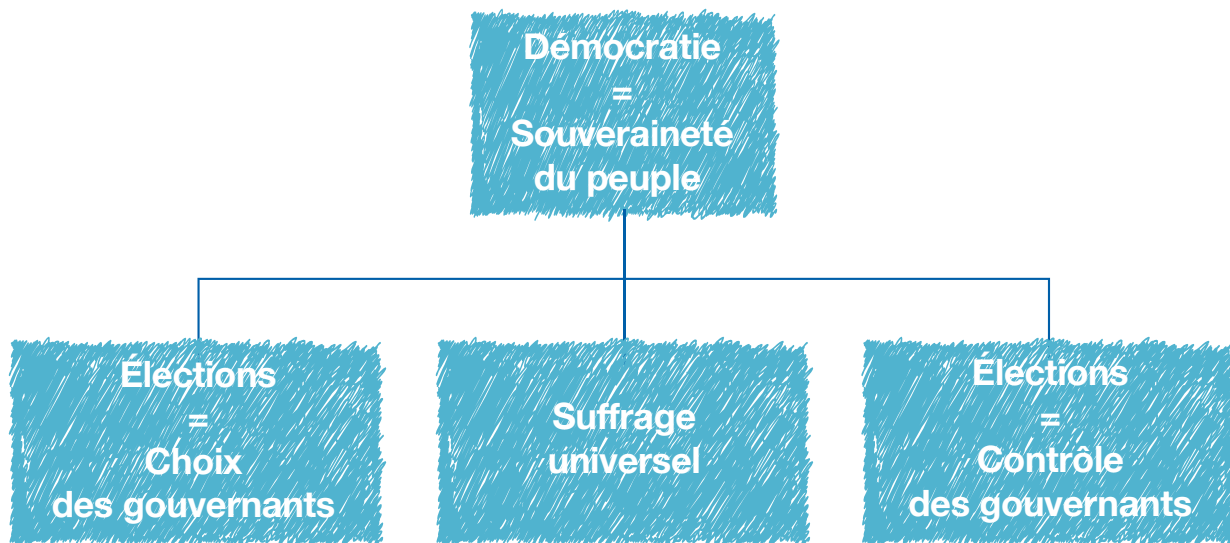 Démocratie
=
Souveraineté
du peuple
Élections
=
Choix
des gouvernants
Suffrage
universel
Élections
=
Contrôle
des gouvernants